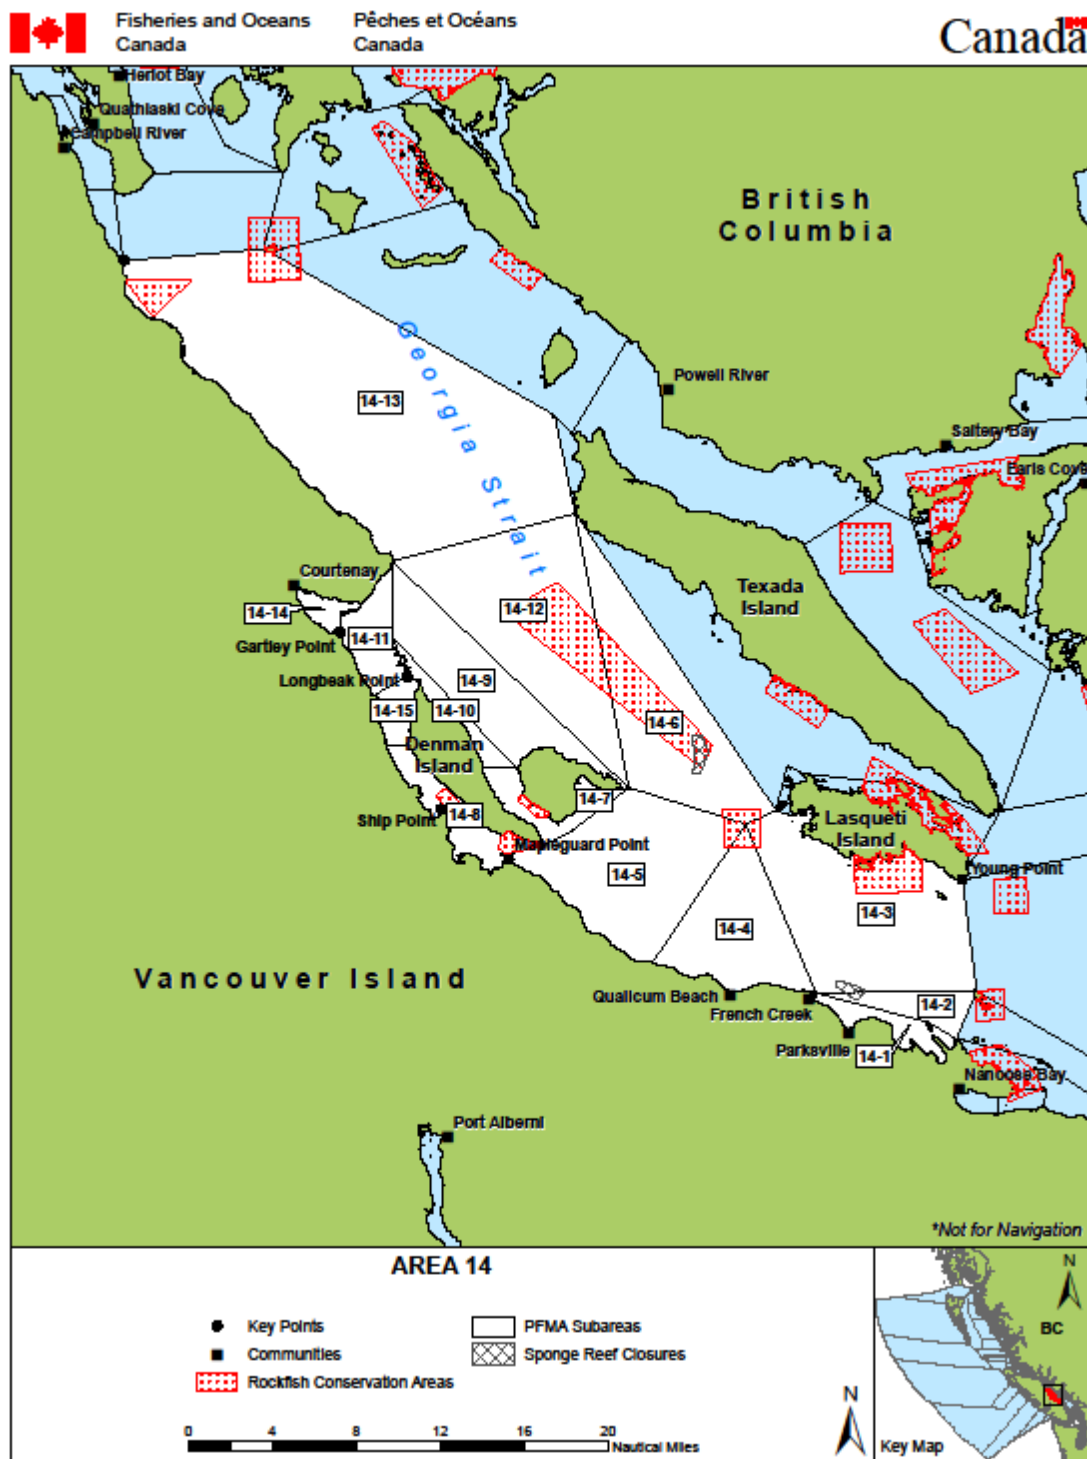 Fisheries and Oceans
Canada
Pêches et Océans
Canada
Canada
Heriot Bay
Quathiaski Cove
Campbell River
British
Columbia
Georgia Strait
Powell River
14-13
Saltery Bay
Earls Cove
Courtenay
14-14
14-12
Texada
Island
14-11
Gartley Point
Longbeak Point
14-9
14-15
14-10
14-6
Denman
Island
14-7
Ship Point
14-8
Lasqueti
Island
Mapleguard Point
14-5
Young Point
14-3
14-4
Vancouver Island
Qualicum Beach
French Creek
14-2
Parksville
14-1
Nanoose Bay
Port Alberni
*Not for Navigation
AREA 14
Key Points
Communities
Rockfish Conservation Areas
PFMA Subareas
Sponge Reef Closures
0 4 8 12 16 20
Nautical Miles
N
N
BC
Key Map